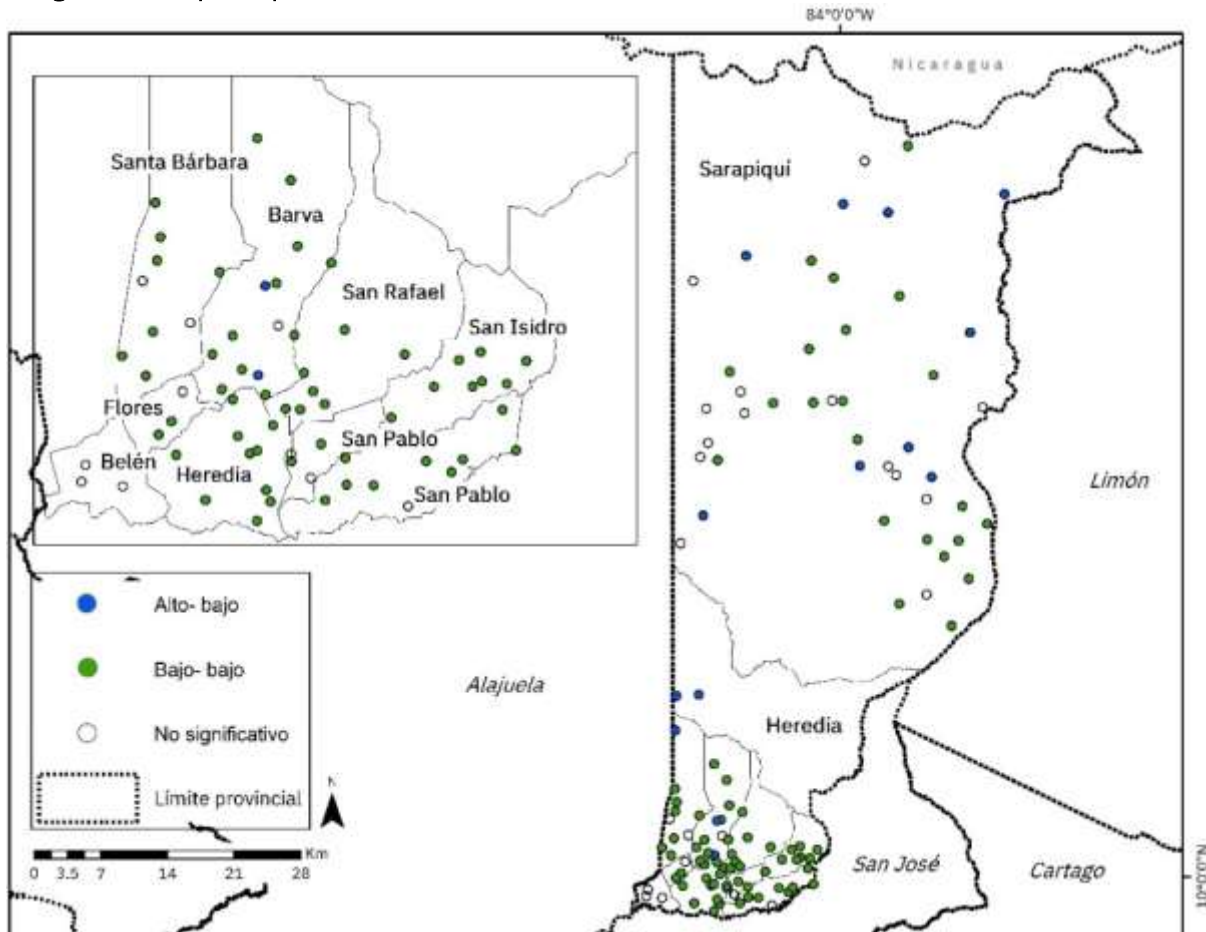 84°0'0"W
Nicaragua
Santa Bárbara
Sarapiquí
Barva
San Rafael
San Isidro
Flores
San Pablo
Belén
Heredia
San Pablo
Limón
Alto- bajo
Bajo- bajo
No significativo
Límite provincial
N
Km
0 3.5 7 14 21 28
Alajuela
Heredia
San José
Cartago
10°0'0"N